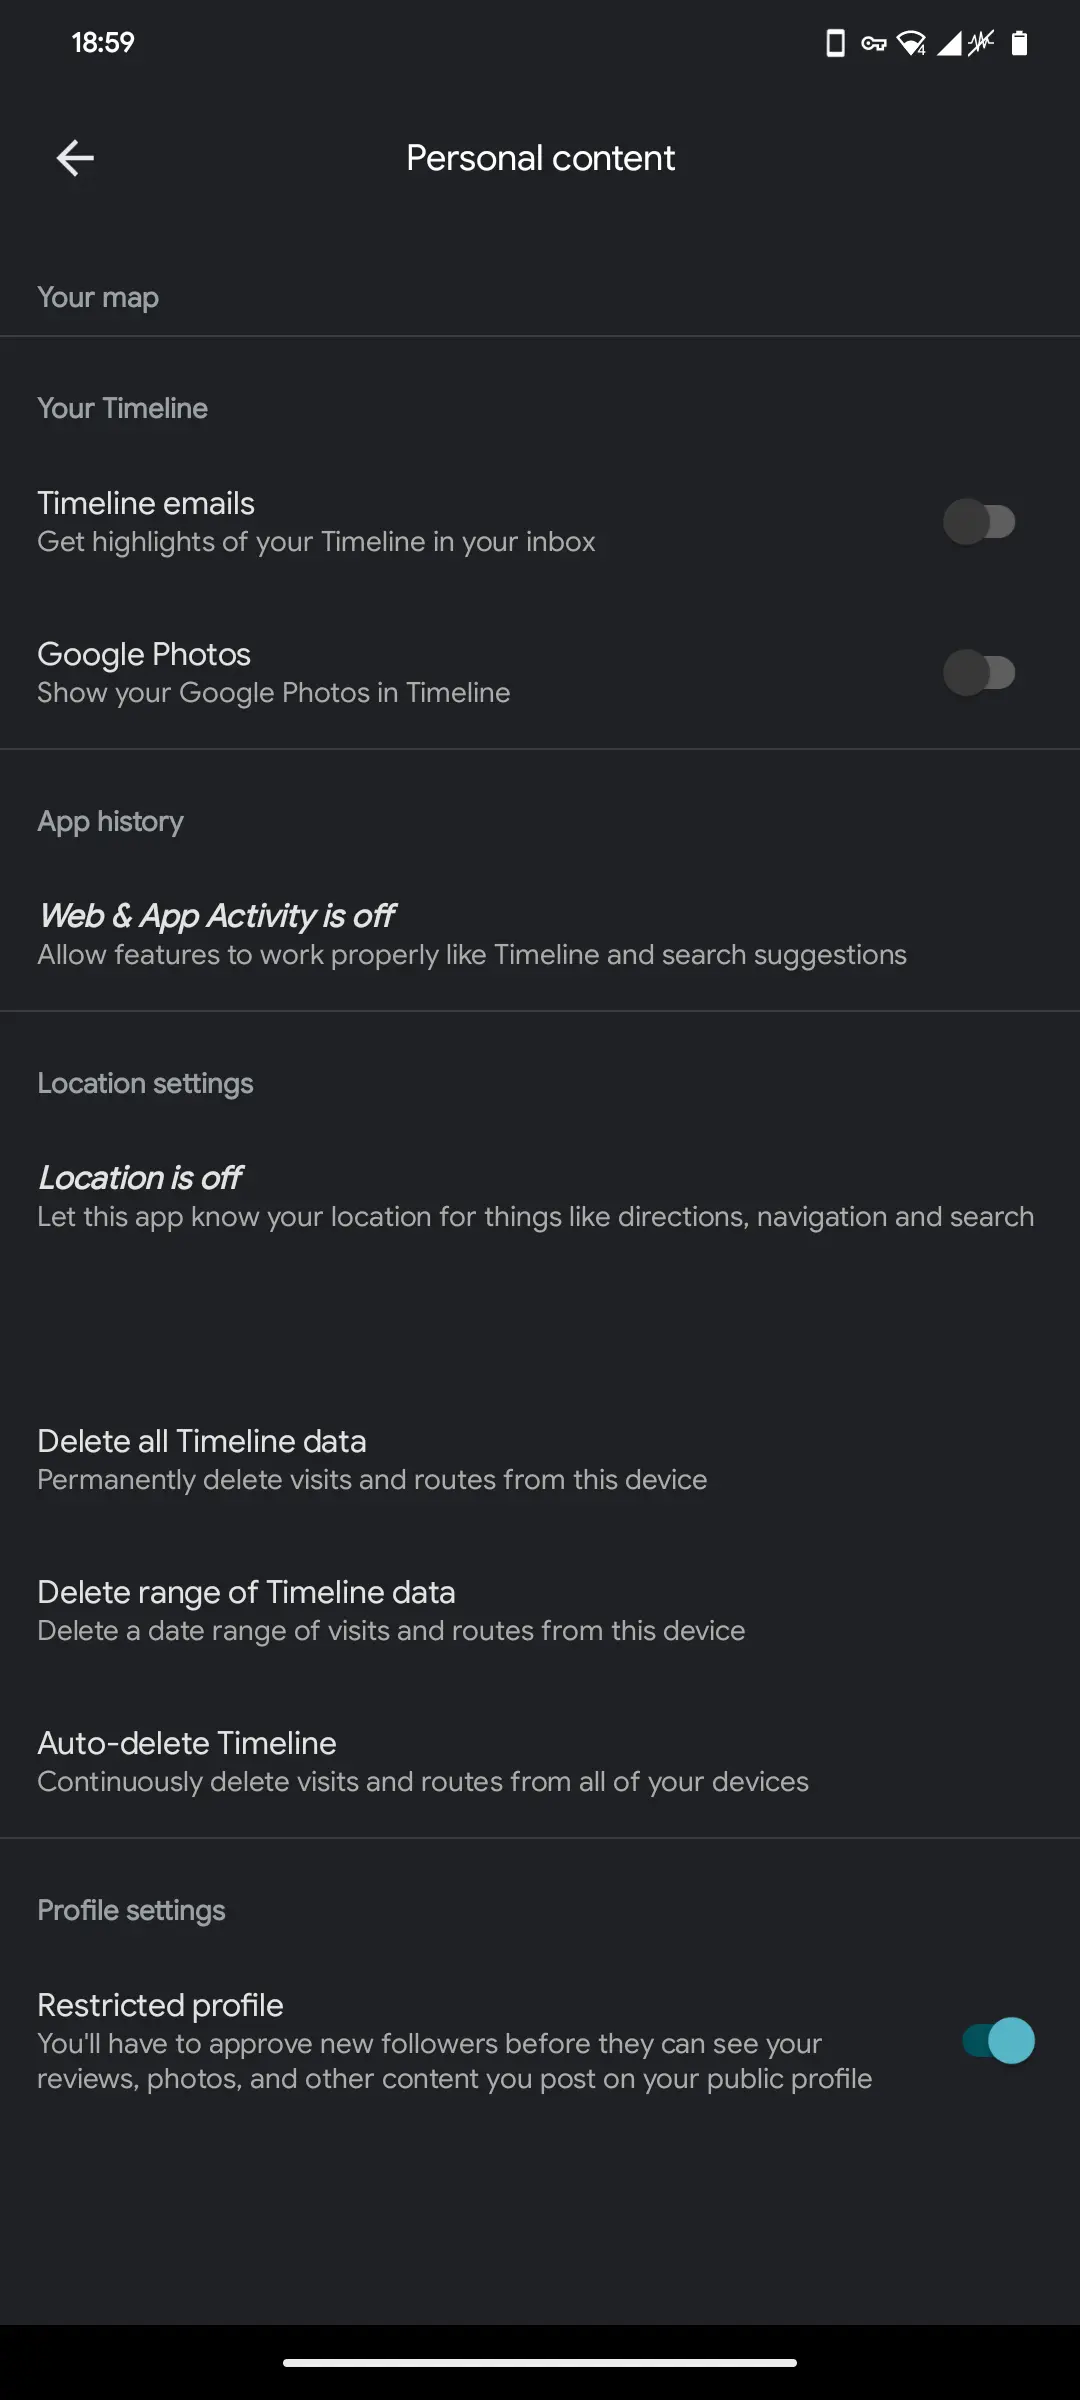 18:59
4
Personal content
Your map
Your Timeline
Timeline emails
Get highlights of your Timeline in your inbox
Google Photos
Show your Google Photos in Timeline
App history
Web & App Activity is off
Allow features to work properly like Timeline and search suggestions
Location settings
Location is off
Let this app know your location for things like directions, navigation and search
Delete all Timeline data
Permanently delete visits and routes from this device
Delete range of Timeline data
Delete a date range of visits and routes from this device
Auto-delete Timeline
Continuously delete visits and routes from all of your devices
Profile settings
Restricted profile
You'll have to approve new followers before they can see your
reviews, photos, and other content you post on your public profile